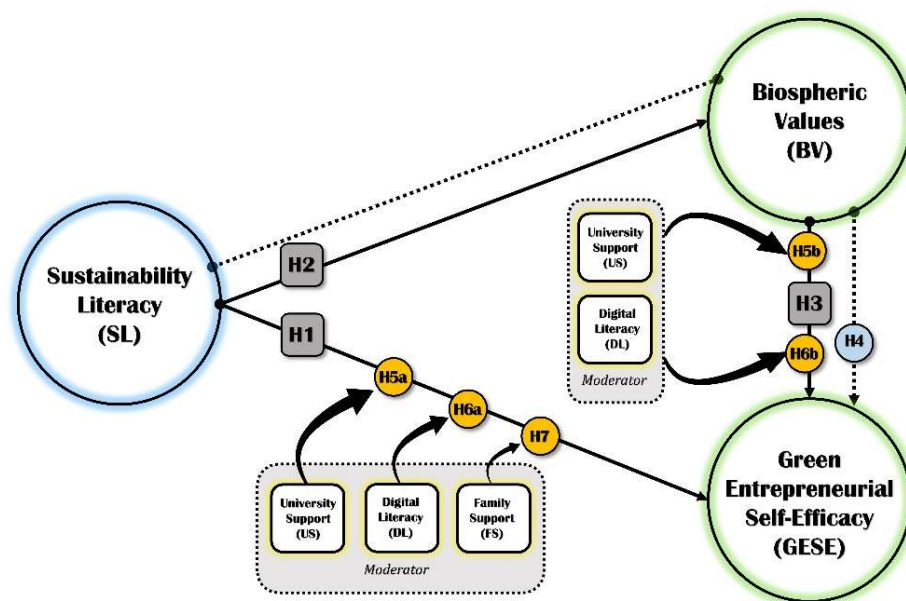 Biospheric
Values
(BV)
Sustainability
Literacy
(SL)
H2
H1
University
Support
(US)
Digital
Literacy
(DL)
Moderator
H5b
H3
H6b
H4
H5a
H6a
H7
University
Support
(US)
Digital
Literacy
(DL)
Family
Support
(FS)
Moderator
Green
Entrepreneurial
Self-Efficacy
(GESE)